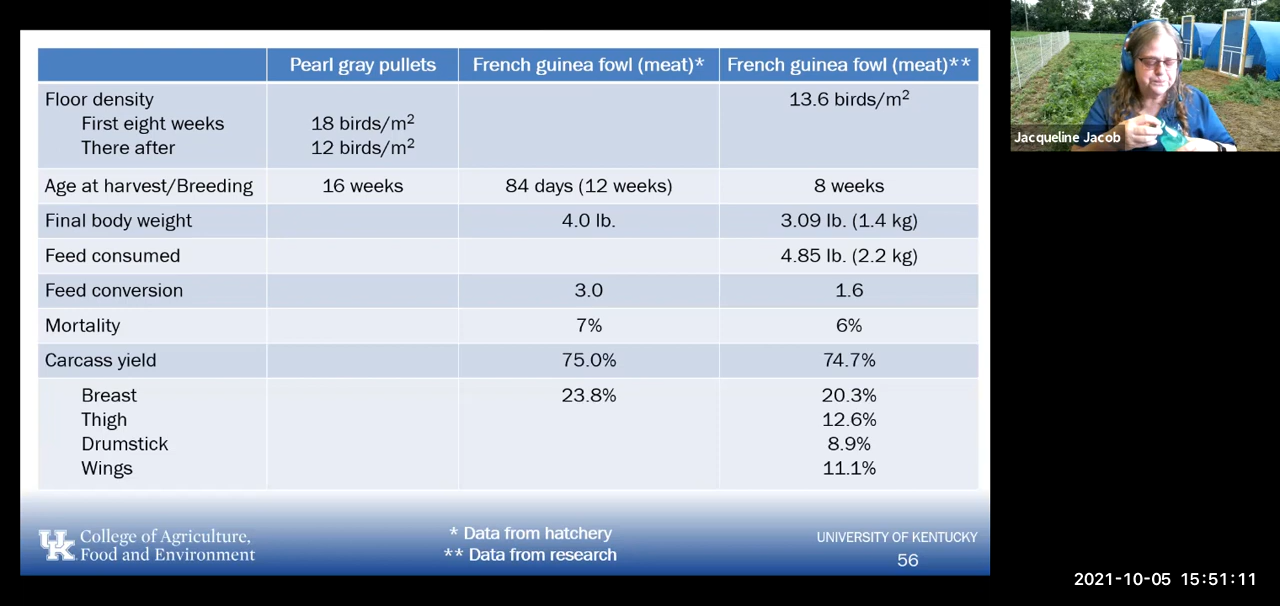 Pearl gray pullets French guinea fowl (meat)* French guinea fowl (meat)**
Floor density 13.6 birds/m²
First eight weeks 18 birds/m²
There after 12 birds/m²
Age at harvest/Breeding 16 weeks 84 days (12 weeks) 8 weeks
Final body weight 4.0 lb. 3.09 lb. (1.4 kg)
Feed consumed 4.85 lb. (2.2 kg)
Feed conversion 3.0 1.6
Mortality 7% 6%
Carcass yield 75.0% 74.7%
Breast 23.8% 20.3%
Thigh 12.6%
Drumstick 8.9%
Wings 11.1%
UK College of Agriculture,
Food and Environment
* Data from hatchery
** Data from research
UNIVERSITY OF KENTUCKY
56
Jacqueline Jacob
2021-10-05 15:51:11